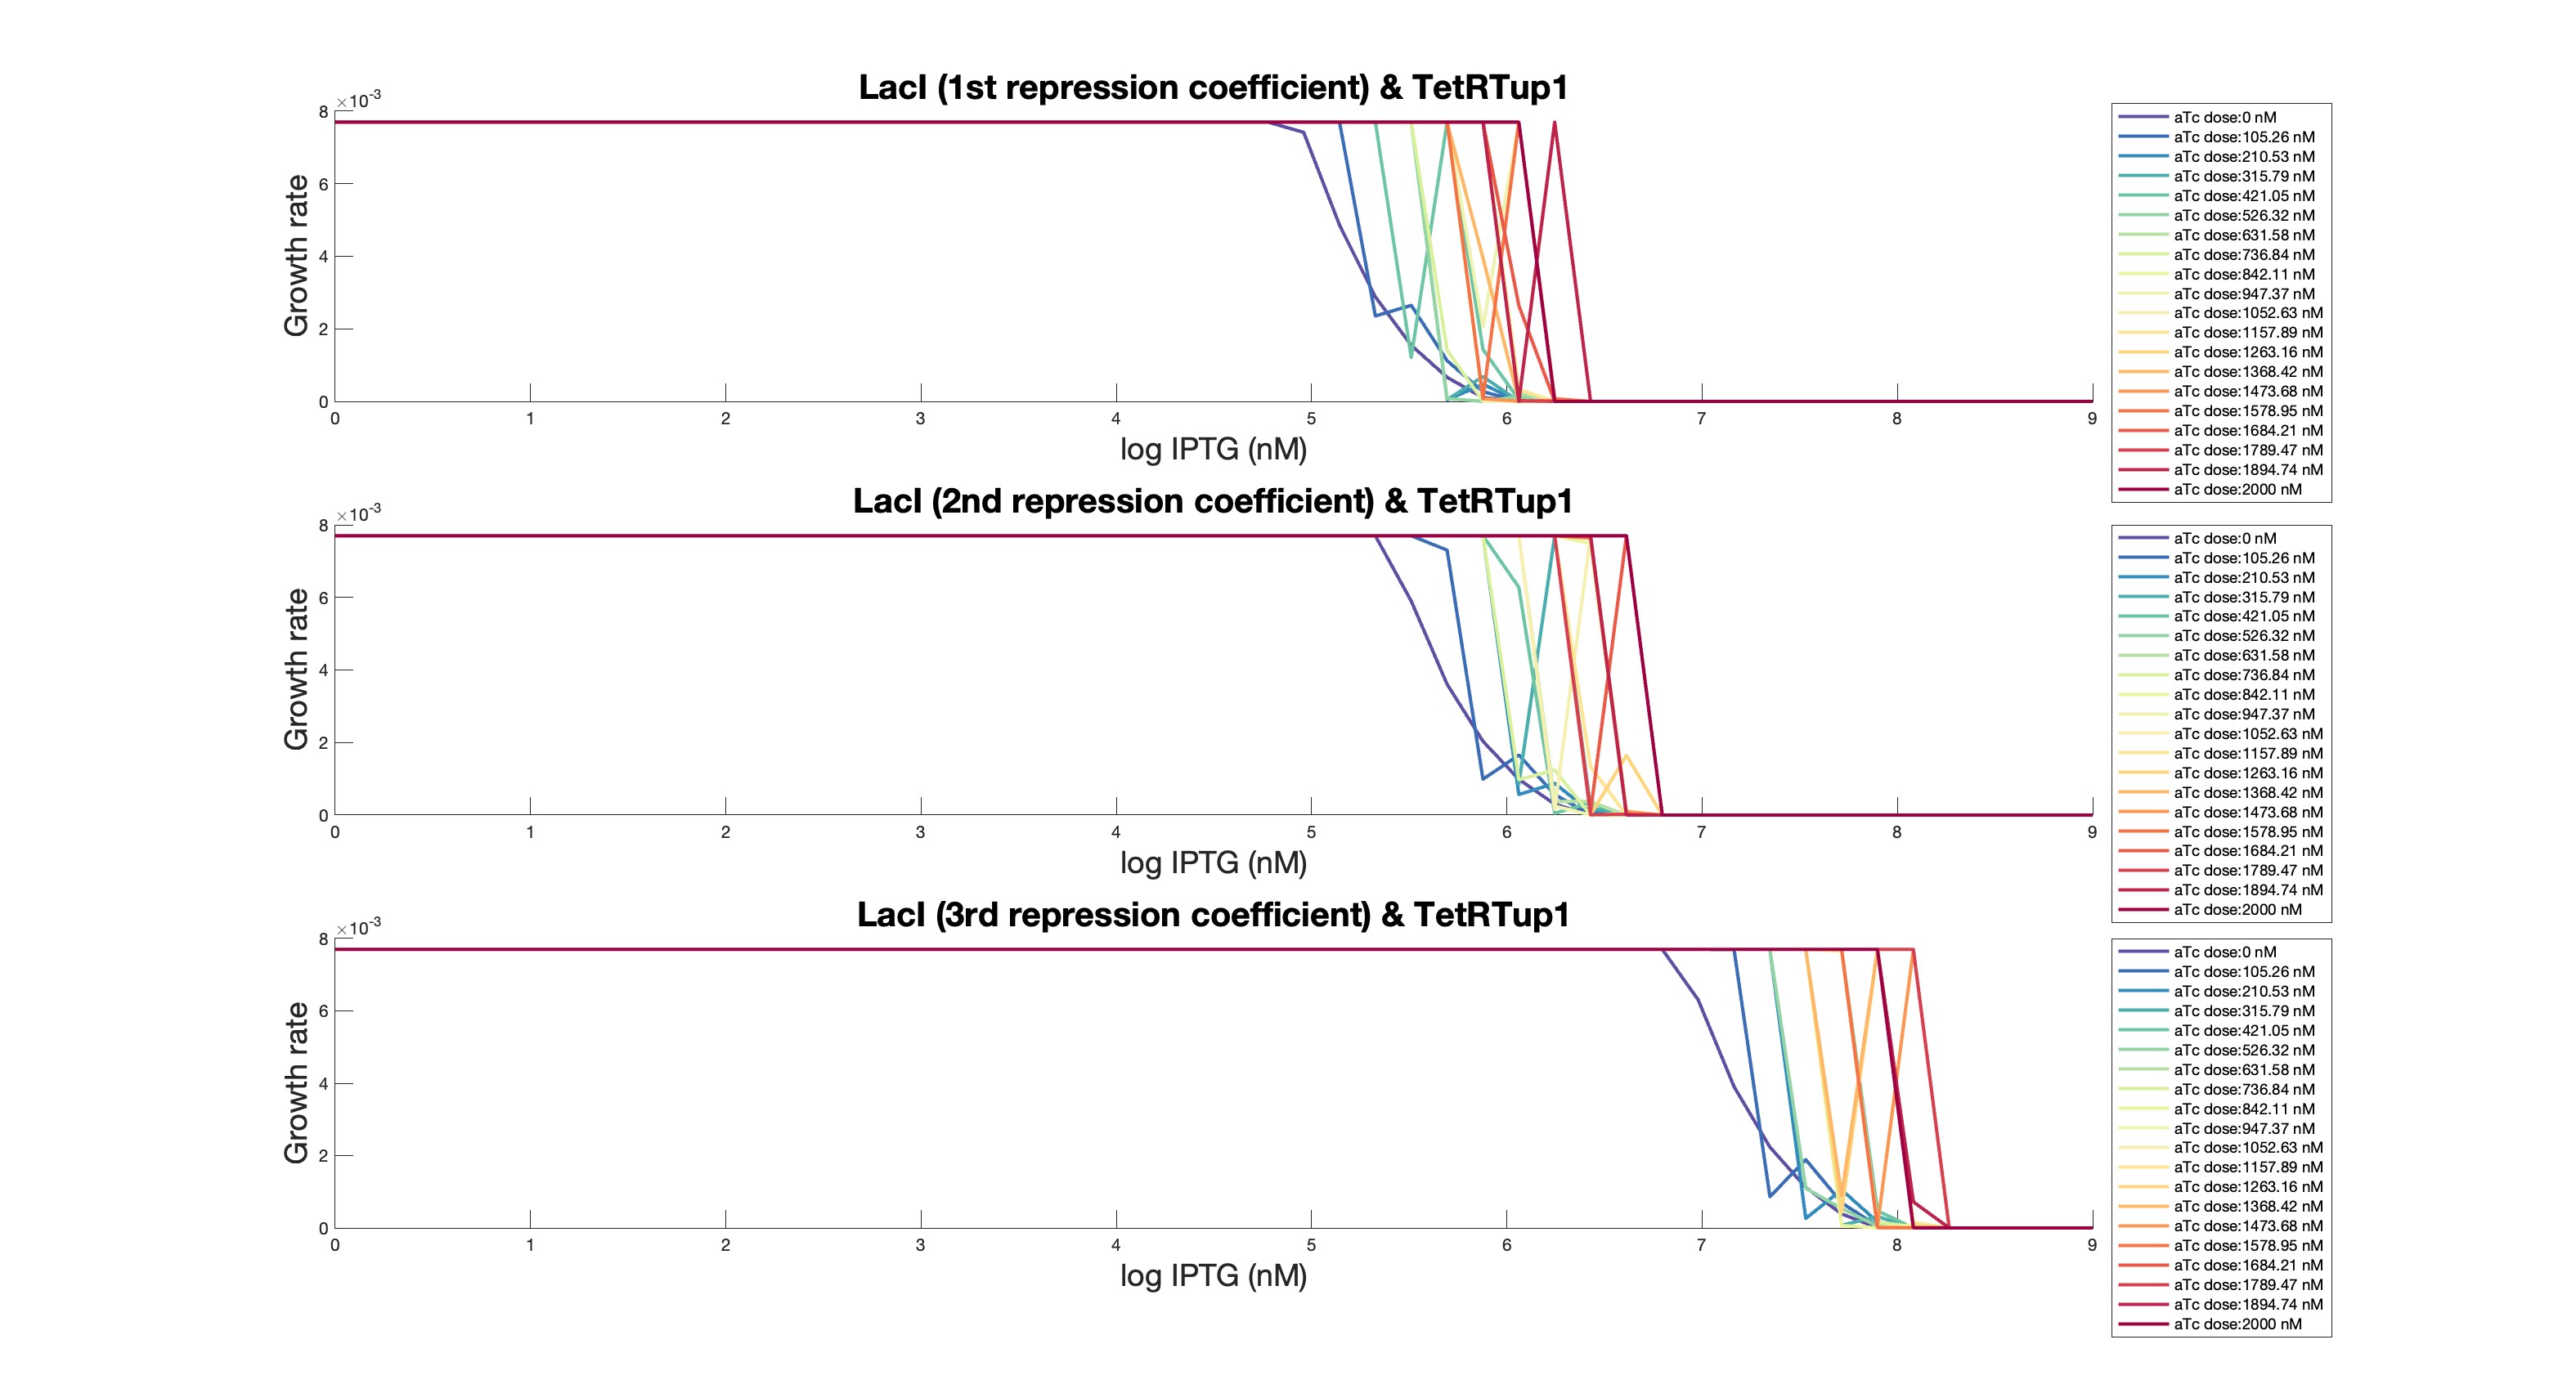 LacI (1st repression coefficient) & TetRTup1
×10-3
8
6
4
2
0
Growth rate
0 1 2 3 4 5 6 7 8 9
log IPTG (nM)
aTc dose:0 nM
aTc dose:105.26 nM
aTc dose:210.53 nM
aTc dose:315.79 nM
aTc dose:421.05 nM
aTc dose:526.32 nM
aTc dose:631.58 nM
aTc dose:736.84 nM
aTc dose:842.11 nM
aTc dose:947.37 nM
aTc dose:1052.63 nM
aTc dose:1157.89 nM
aTc dose:1263.16 nM
aTc dose:1368.42 nM
aTc dose:1473.68 nM
aTc dose:1578.95 nM
aTc dose:1684.21 nM
aTc dose:1789.47 nM
aTc dose:1894.74 nM
aTc dose:2000 nM
LacI (2nd repression coefficient) & TetRTup1
×10-3
8
6
4
2
0
Growth rate
0 1 2 3 4 5 6 7 8 9
log IPTG (nM)
aTc dose:0 nM
aTc dose:105.26 nM
aTc dose:210.53 nM
aTc dose:315.79 nM
aTc dose:421.05 nM
aTc dose:526.32 nM
aTc dose:631.58 nM
aTc dose:736.84 nM
aTc dose:842.11 nM
aTc dose:947.37 nM
aTc dose:1052.63 nM
aTc dose:1157.89 nM
aTc dose:1263.16 nM
aTc dose:1368.42 nM
aTc dose:1473.68 nM
aTc dose:1578.95 nM
aTc dose:1684.21 nM
aTc dose:1789.47 nM
aTc dose:1894.74 nM
aTc dose:2000 nM
LacI (3rd repression coefficient) & TetRTup1
×10-3
8
6
4
2
0
Growth rate
0 1 2 3 4 5 6 7 8 9
log IPTG (nM)
aTc dose:0 nM
aTc dose:105.26 nM
aTc dose:210.53 nM
aTc dose:315.79 nM
aTc dose:421.05 nM
aTc dose:526.32 nM
aTc dose:631.58 nM
aTc dose:736.84 nM
aTc dose:842.11 nM
aTc dose:947.37 nM
aTc dose:1052.63 nM
aTc dose:1157.89 nM
aTc dose:1263.16 nM
aTc dose:1368.42 nM
aTc dose:1473.68 nM
aTc dose:1578.95 nM
aTc dose:1684.21 nM
aTc dose:1789.47 nM
aTc dose:1894.74 nM
aTc dose:2000 nM